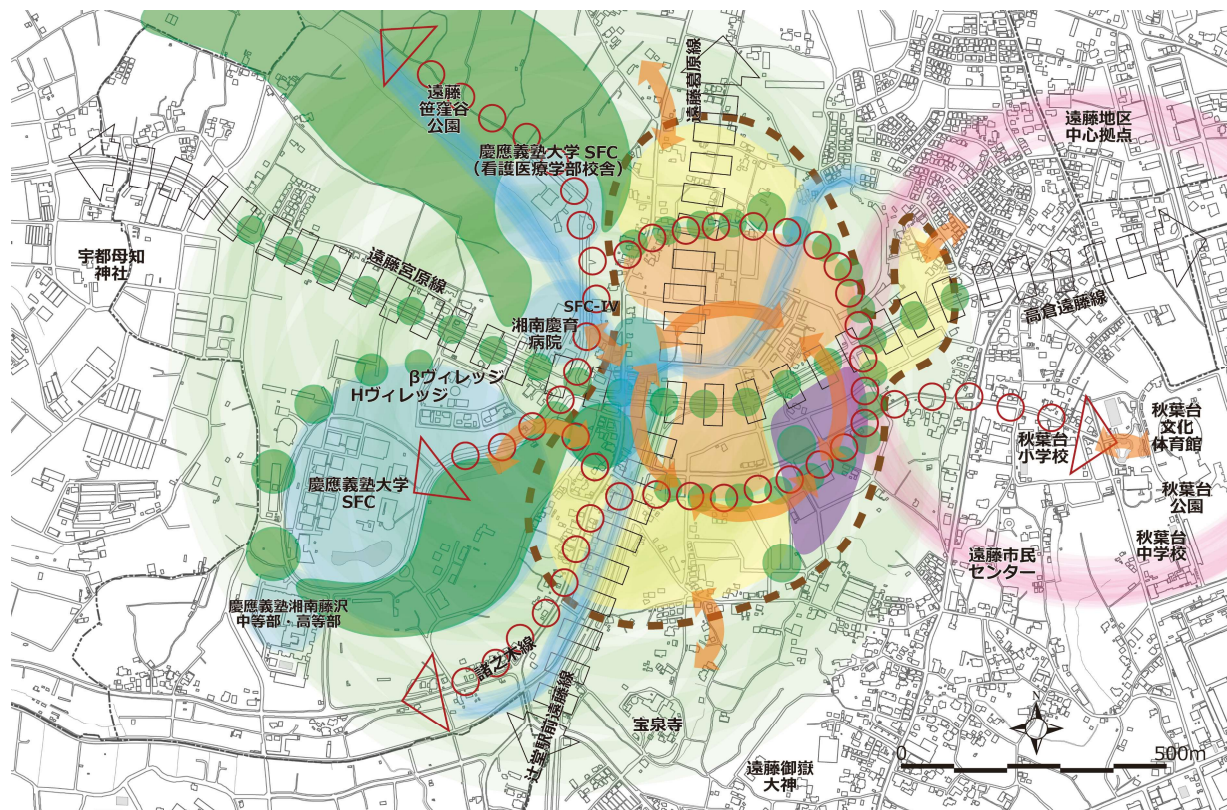 遠藤
笹窪谷
公園
慶應義塾大学 SFC
(看護医療学部校舎)
遠藤葛原線
遠藤地区
中心拠点
宇都母知
神社
遠藤宮原線
SFC-IV
湘南慶育
病院
高倉遠藤線
βヴィレッジ
Hヴィレッジ
慶應義塾大学
SFC
秋葉台
小学校
秋葉台
文化
体育館
秋葉台
公園
秋葉台
中学校
遠藤市民
センター
慶應義塾湘南藤沢
中等部・高等部
諸之木線
辻堂駅前遠藤線
宝泉寺
遠藤御嶽
大神
N
0
500m